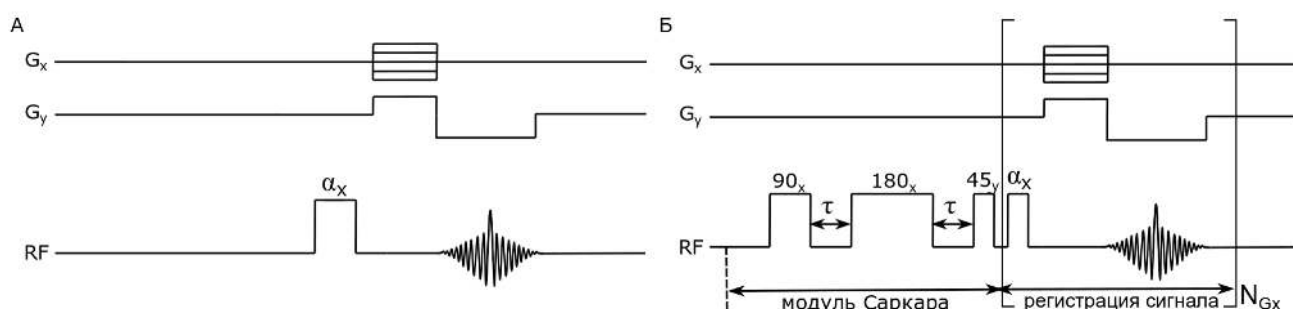 А
Gx
Gy
αx
RF
Б
Gx
Gy
90x
180x
45y
αx
τ
τ
RF
модуль Саркара
регистрация сигнала
NGx